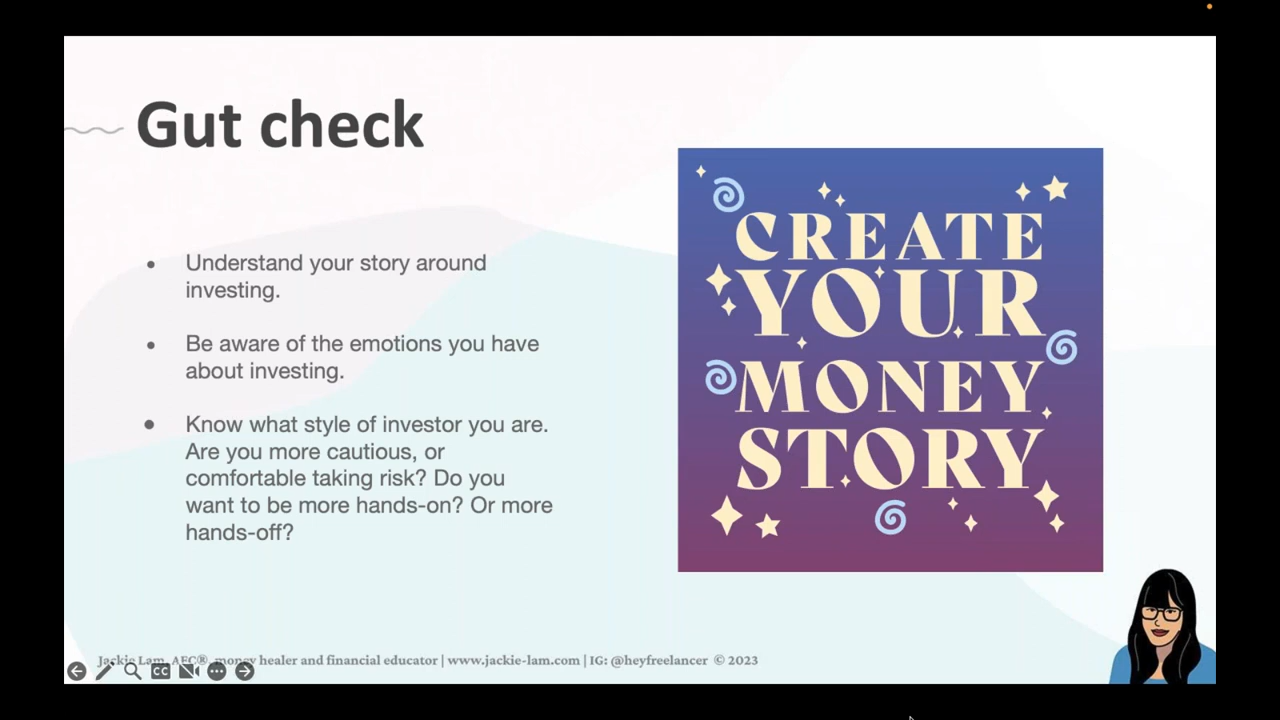 Gut check
• Understand your story around
investing.
• Be aware of the emotions you have
about investing.
• Know what style of investor you are.
Are you more cautious, or
comfortable taking risk? Do you
want to be more hands-on? Or more
hands-off?
CREATE
YOUR
MONEY
STORY
Jackie Lam, AFC®, money healer and financial educator | www.jackie-lam.com | IG: @heyfreelancer © 2023
CC